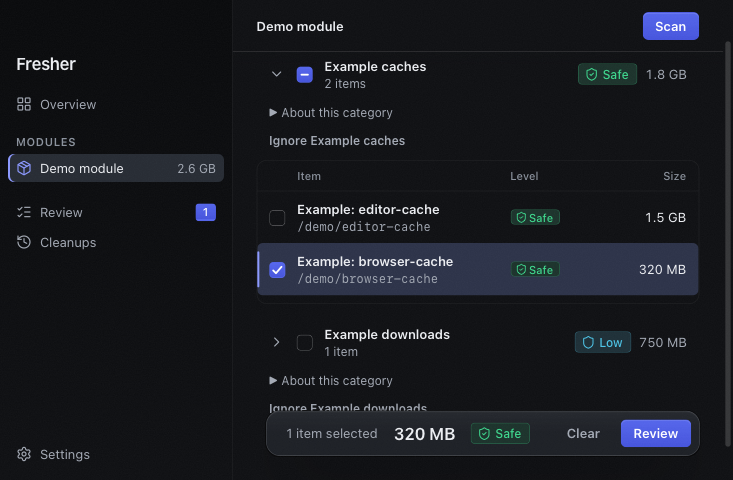 Fresher
Overview
MODULES
Demo module 2.6 GB
Review 1
Cleanups
Settings
Demo module Scan
Example caches
2 items
Safe 1.8 GB
About this category
Ignore Example caches
Item Level Size
Example: editor-cache
/demo/editor-cache
Safe 1.5 GB
Example: browser-cache
/demo/browser-cache
Safe 320 MB
Example downloads
1 item
Low 750 MB
About this category
Ignore Example downloads
1 item selected 320 MB Safe Clear Review